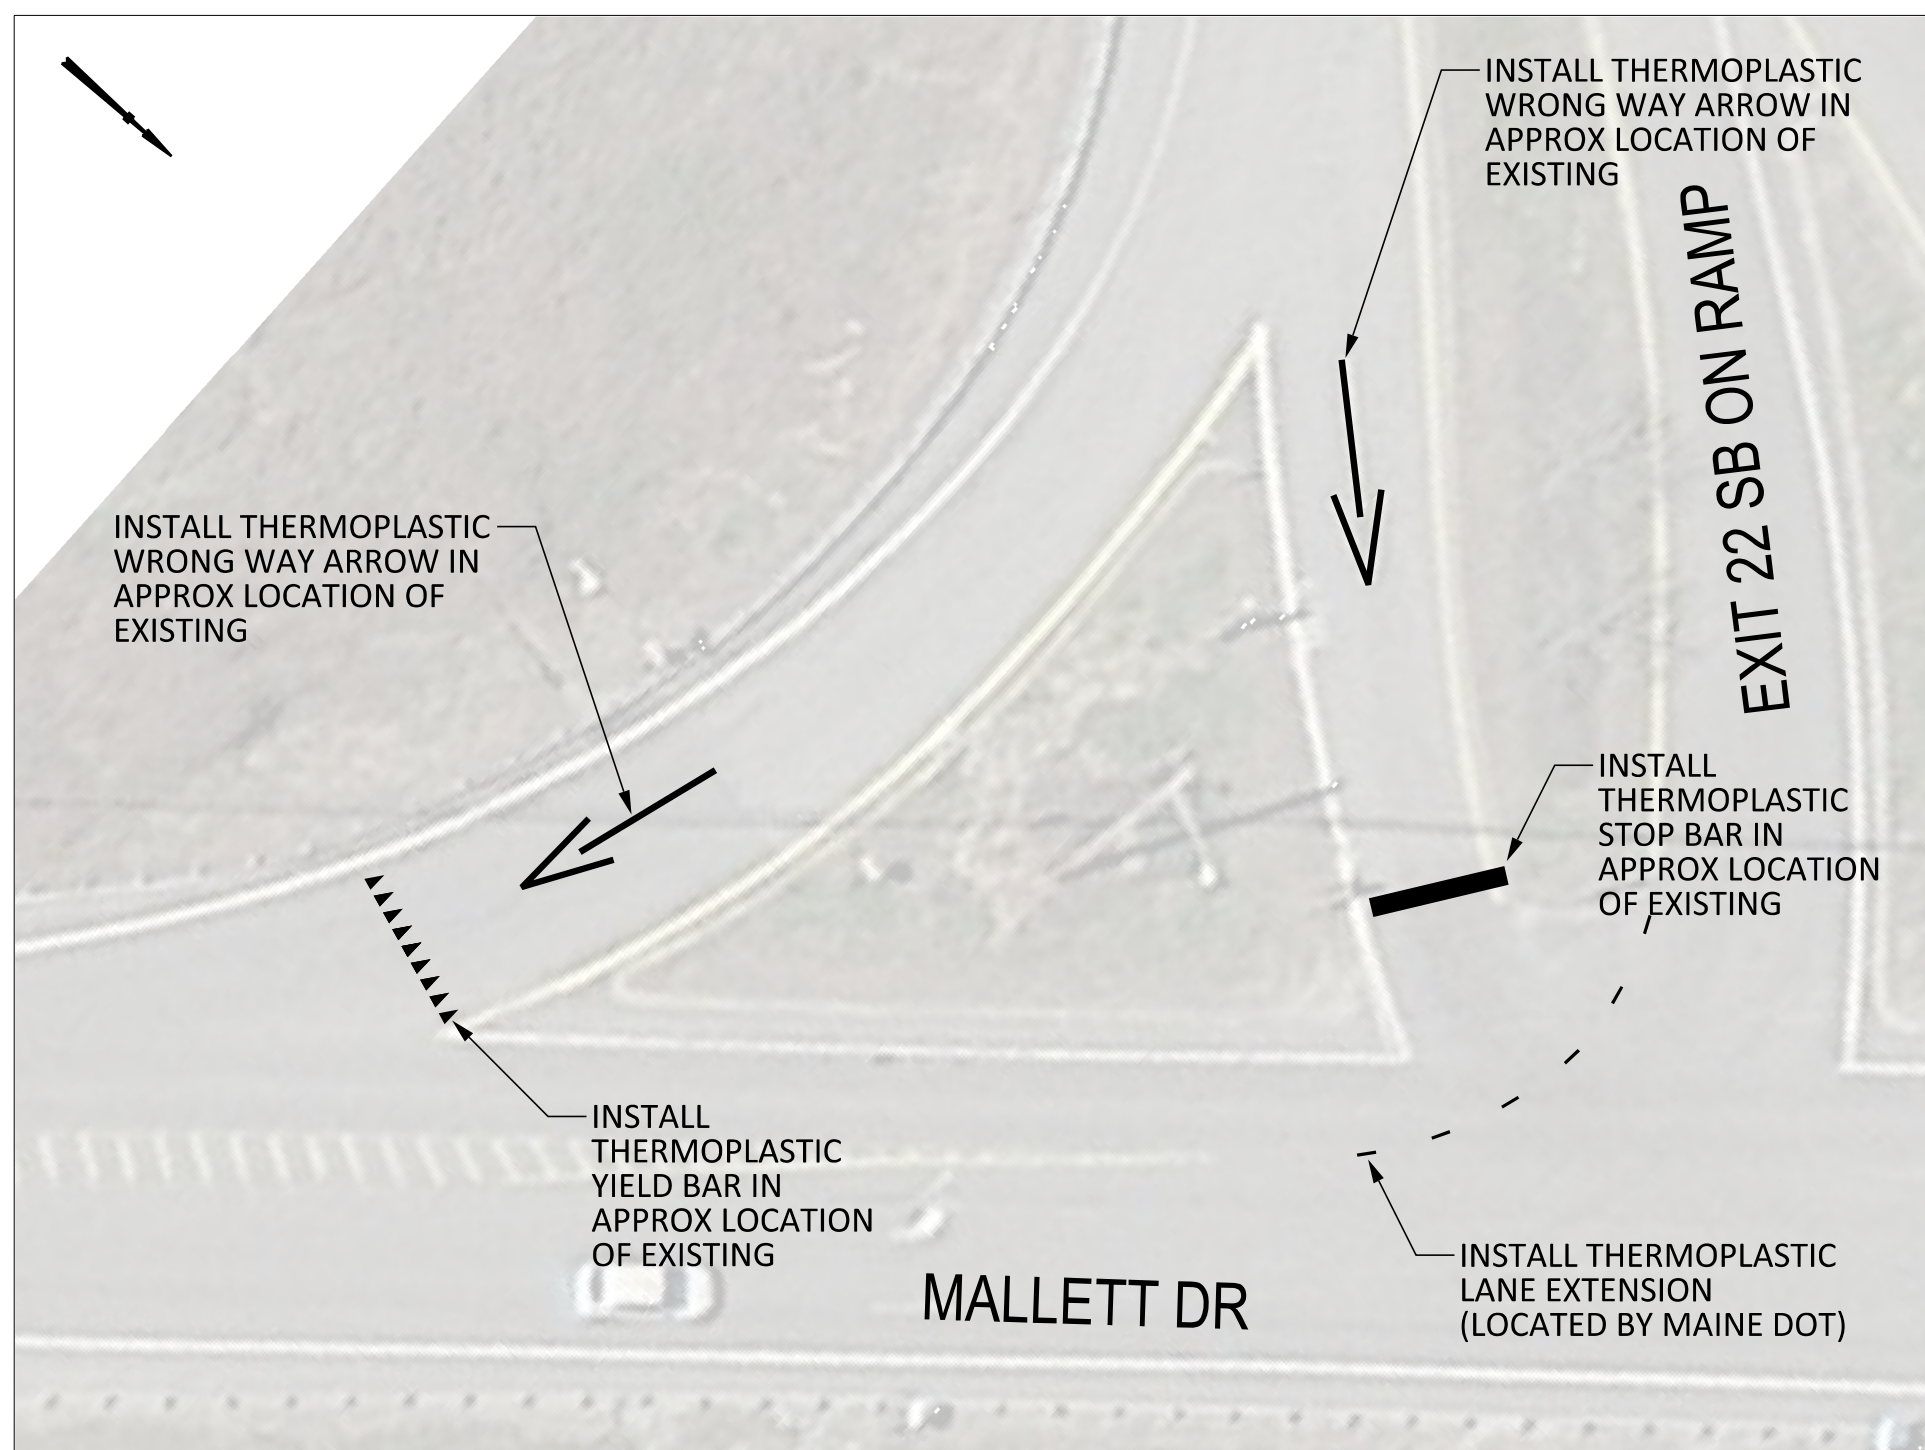 INSTALL THERMOPLASTIC
WRONG WAY ARROW IN
APPROX LOCATION OF
EXISTING
EXIT 22 SB ON RAMP
INSTALL THERMOPLASTIC
WRONG WAY ARROW IN
APPROX LOCATION OF
EXISTING
INSTALL
THERMOPLASTIC
STOP BAR IN
APPROX LOCATION
OF EXISTING
INSTALL
THERMOPLASTIC
YIELD BAR IN
APPROX LOCATION
OF EXISTING
MALLETT DR
INSTALL THERMOPLASTIC
LANE EXTENSION
(LOCATED BY MAINE DOT)